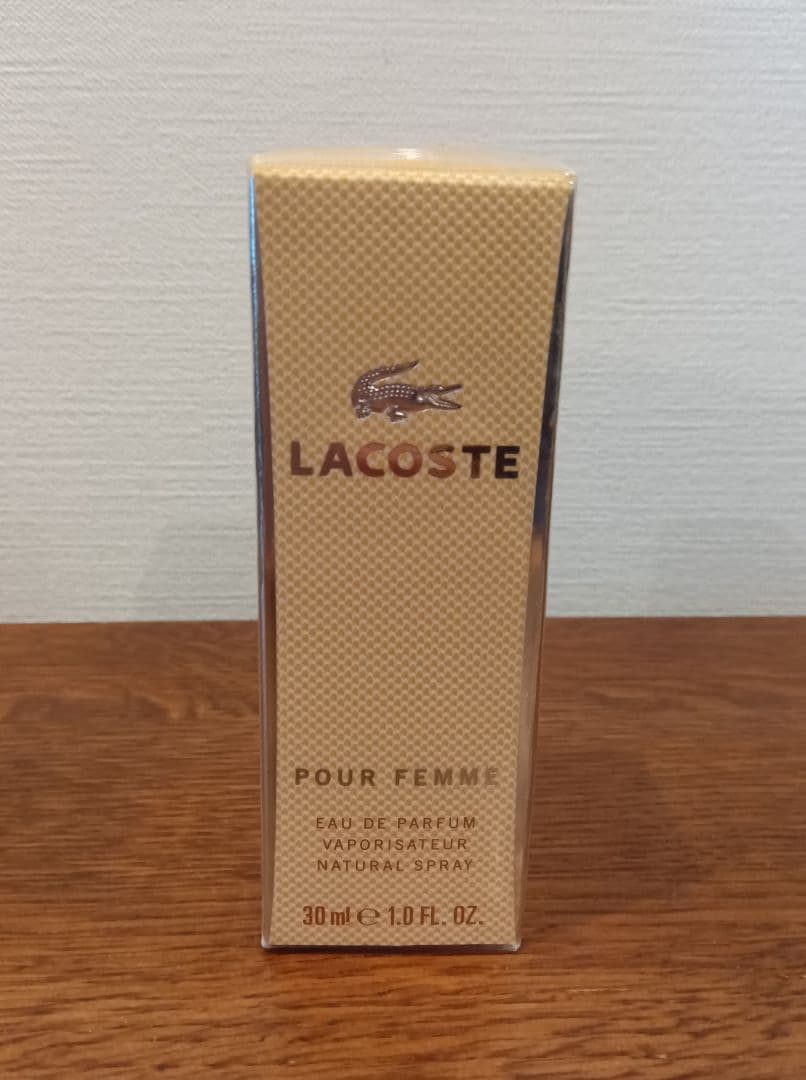 LACOSTE
POUR FEMME
EAU DE PARFUM
VAPORISATEUR
NATURAL SPRAY
30 ml ℮ 1.0 FL. OZ.